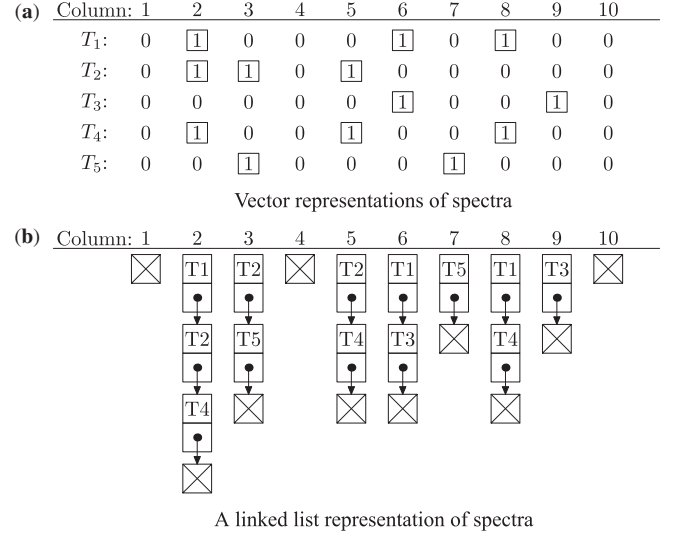 (a) Column: 1 2 3 4 5 6 7 8 9 10
T1: 0 1 0 0 0 1 0 1 0 0
T2: 0 1 1 0 1 0 0 0 0 0
T3: 0 0 0 0 0 1 0 0 1 0
T4: 0 1 0 0 1 0 0 1 0 0
T5: 0 0 1 0 0 0 1 0 0 0
Vector representations of spectra
(b) Column: 1 2 3 4 5 6 7 8 9 10
T1 T2 T2 T1 T5 T1 T3
T2 T5 T4 T3 T4
T4
A linked list representation of spectra